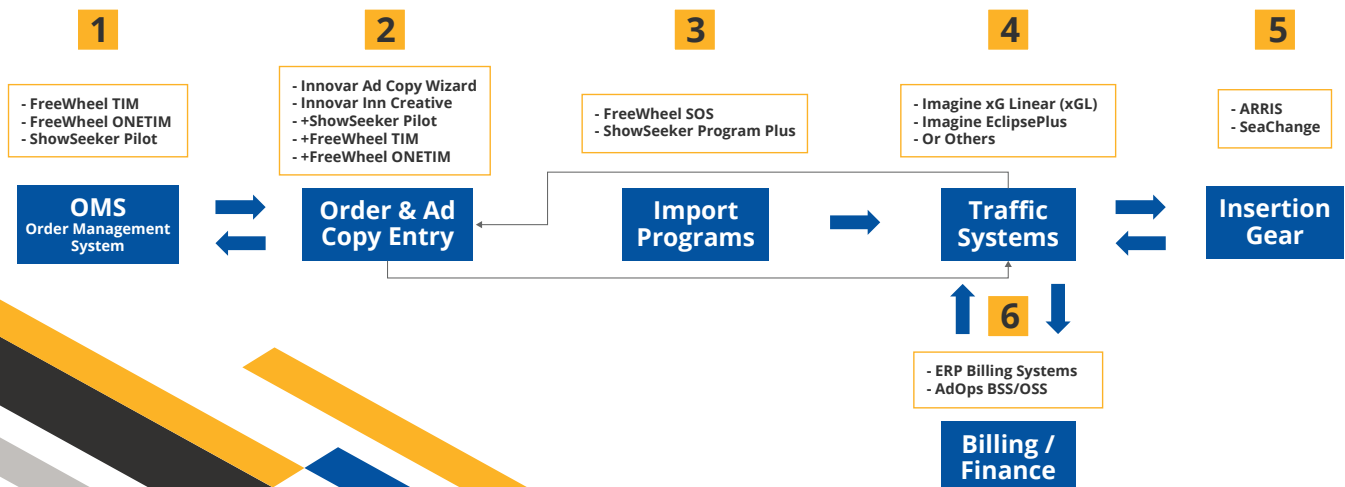 1
2
3
4
5
- FreeWheel TIM
- FreeWheel ONETIM
- ShowSeeker Pilot
- Innovar Ad Copy Wizard
- Innovar Inn Creative
- +ShowSeeker Pilot
- +FreeWheel TIM
- +FreeWheel ONETIM
- FreeWheel SOS
- ShowSeeker Program Plus
- Imagine xG Linear (xGL)
- Imagine EclipsePlus
- Or Others
- ARRIS
- SeaChange
OMS
Order Management
System
Order & Ad
Copy Entry
Import
Programs
Traffic
Systems
Insertion
Gear
6
- ERP Billing Systems
- AdOps BSS/OSS
Billing /
Finance